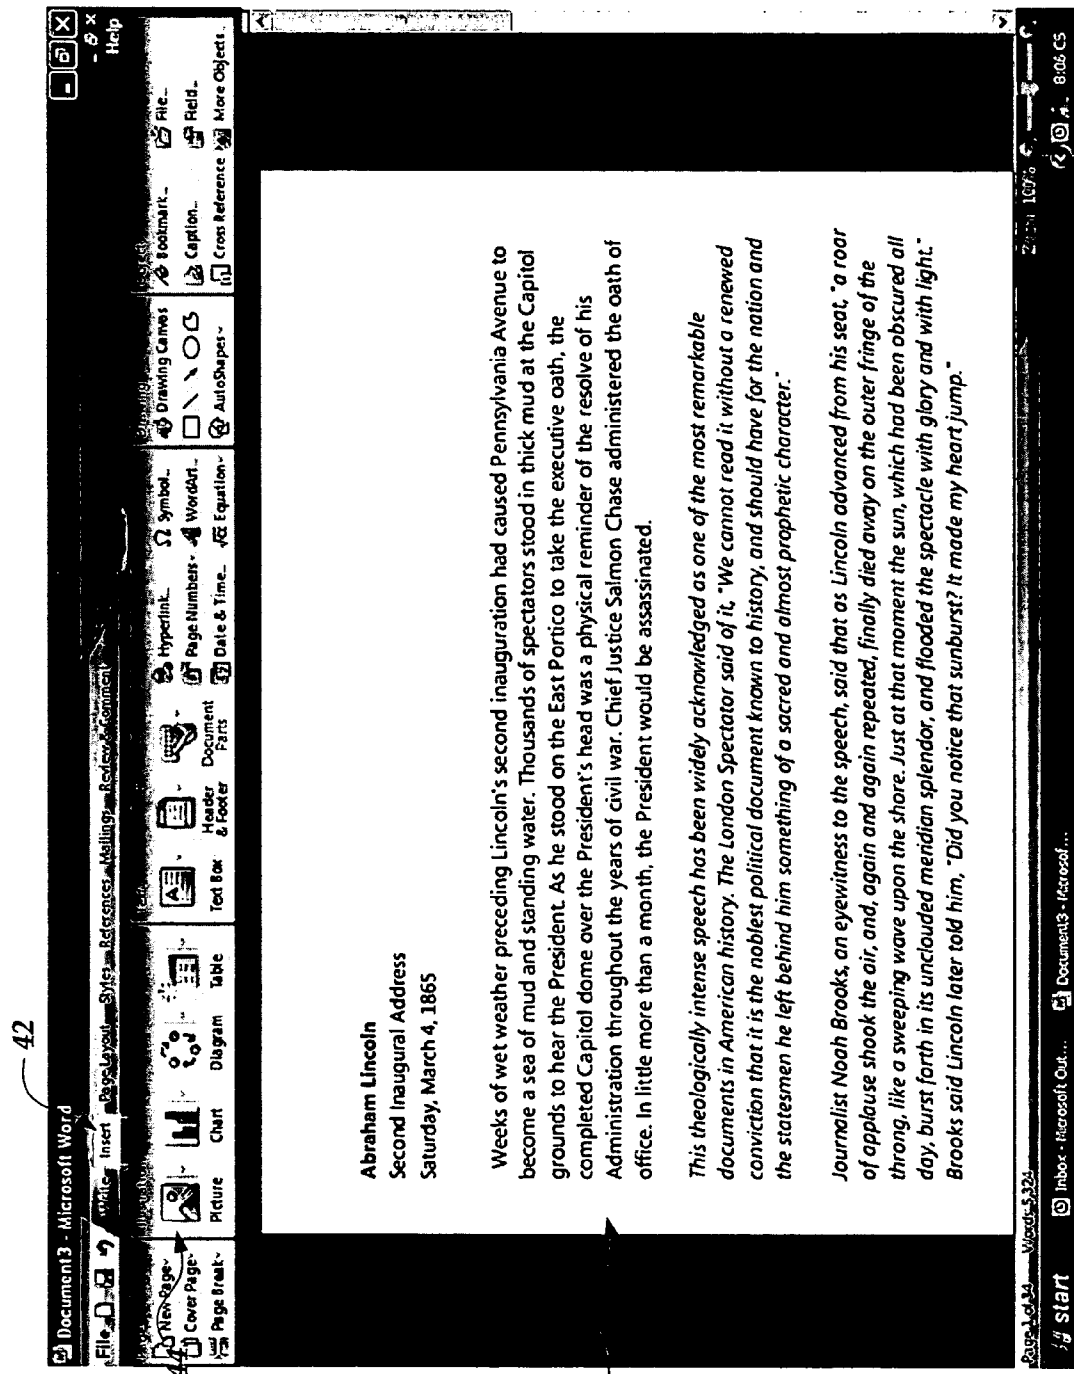 42
Document3 - Microsoft Word
File Write Insert Page Layout Styles References Mailings Review & Comment Help
New Page
Cover Page
Page Break
44
Picture
Chart
Diagram
Table
Text Box
Header
& Footer
Document
Parts
Hyperlink...
Page Numbers
Date & Time...
Symbol...
WordArt...
Equation
Drawing Canvas
AutoShapes
Bookmark...
Caption...
Cross Reference
File...
Field...
More Objects...
Abraham Lincoln
Second Inaugural Address
Saturday, March 4, 1865
Weeks of wet weather preceding Lincoln's second inauguration had caused Pennsylvania Avenue to
become a sea of mud and standing water. Thousands of spectators stood in thick mud at the Capitol
grounds to hear the President. As he stood on the East Portico to take the executive oath, the
completed Capitol dome over the President's head was a physical reminder of the resolve of his
Administration throughout the years of civil war. Chief Justice Salmon Chase administered the oath of
office. In little more than a month, the President would be assassinated.
This theologically intense speech has been widely acknowledged as one of the most remarkable
documents in American history. The London Spectator said of it, "We cannot read it without a renewed
conviction that it is the noblest political document known to history, and should have for the nation and
the statesmen he left behind him something of a sacred and almost prophetic character."
Journalist Noah Brooks, an eyewitness to the speech, said that as Lincoln advanced from his seat, "a roar
of applause shook the air, and, again and again repeated, finally died away on the outer fringe of the
throng, like a sweeping wave upon the shore. Just at that moment the sun, which had been obscured all
day, burst forth in its unclouded meridian splendor, and flooded the spectacle with glory and with light."
Brooks said Lincoln later told him, "Did you notice that sunburst? It made my heart jump."
Page 1 of 34 Words: 5,324
Zoom 100%
start
Inbox - Microsoft Out...
Document3 - Microsof...
8:06 CS